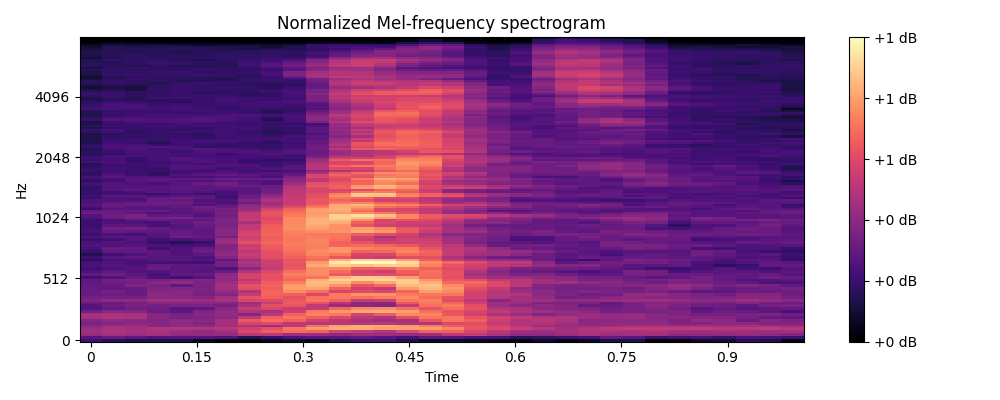 Normalized Mel-frequency spectrogram
Hz
4096
2048
1024
512
0
0 0.15 0.3 0.45 0.6 0.75 0.9
Time
+1 dB
+1 dB
+1 dB
+0 dB
+0 dB
+0 dB